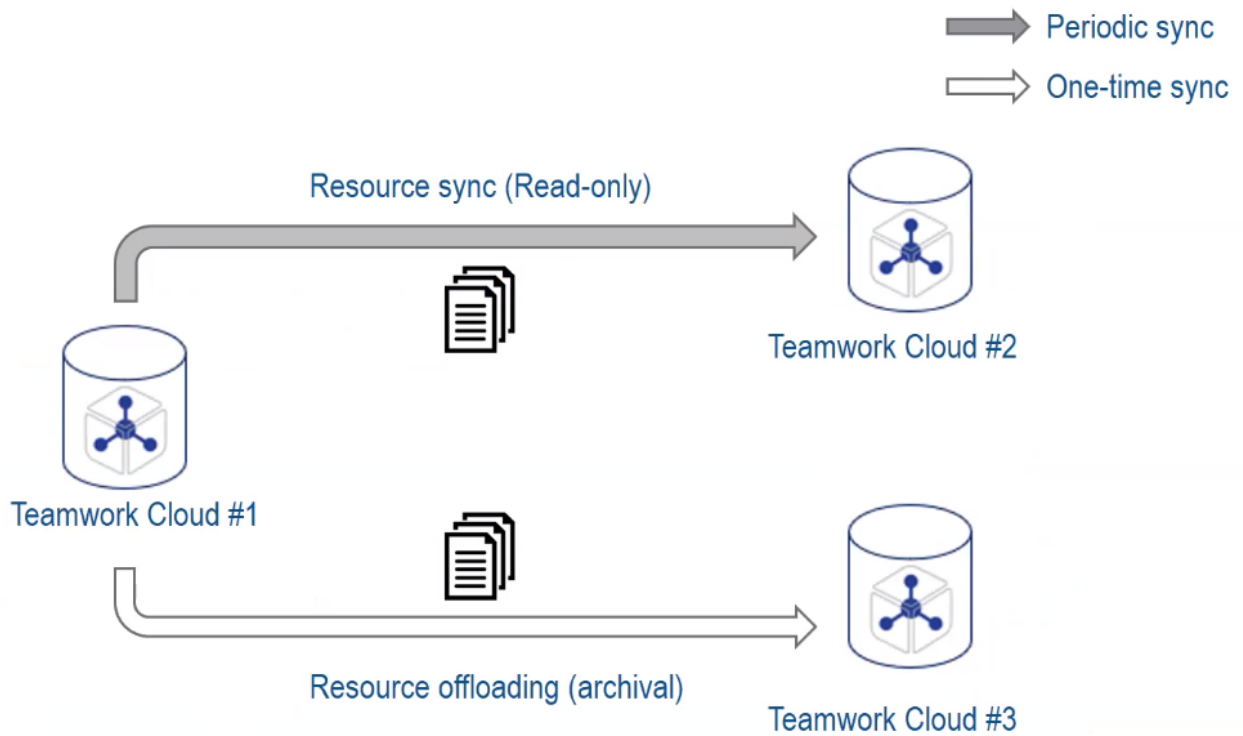 Periodic sync
One-time sync
Resource sync (Read-only)
Teamwork Cloud #2
Teamwork Cloud #1
Resource offloading (archival)
Teamwork Cloud #3